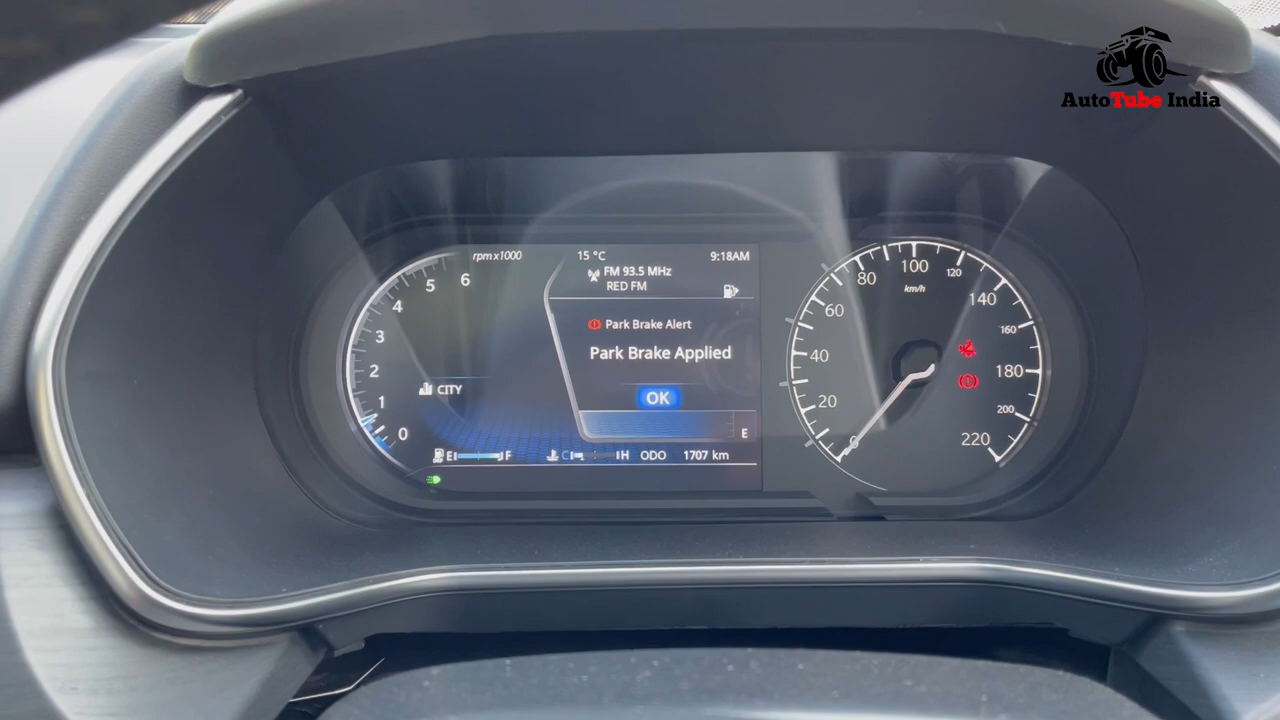 AutoTube India
rpm x1000
15 °C
9:18AM
FM 93.5 MHz
RED FM
Park Brake Alert
Park Brake Applied
OK
CITY
0
1
2
3
4
5
6
E
E F
C H
ODO 1707 km
0
20
40
60
80
100
120
140
160
180
200
220
km/h